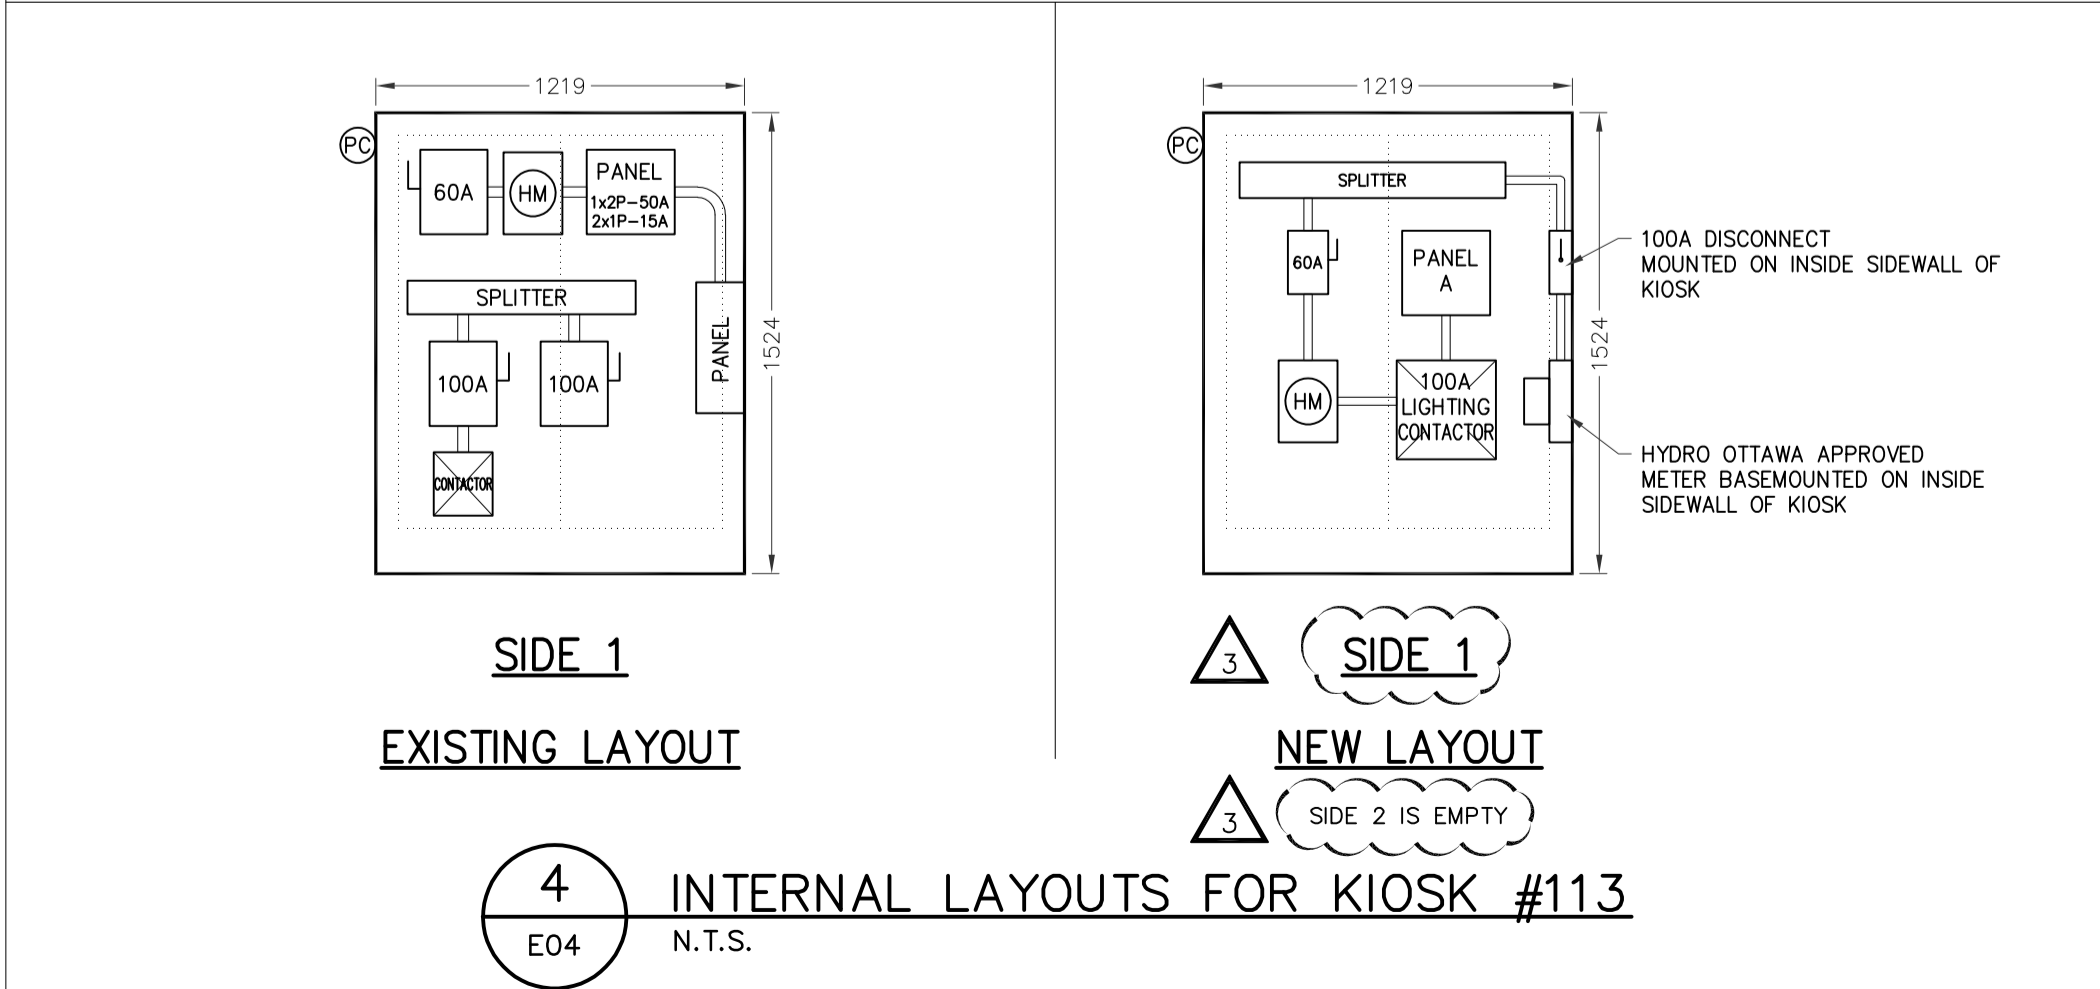 1219
PC
60A
HM
PANEL
1x2P-50A
2x1P-15A
SPLITTER
100A
100A
PANEL
CONTACTOR
1524
SIDE 1
EXISTING LAYOUT
1219
PC
SPLITTER
60A
PANEL
A
HM
100A
LIGHTING
CONTACTOR
1524
100A DISCONNECT
MOUNTED ON INSIDE SIDEWALL OF
KIOSK
HYDRO OTTAWA APPROVED
METER BASEMOUNTED ON INSIDE
SIDEWALL OF KIOSK
3
SIDE 1
NEW LAYOUT
3
SIDE 2 IS EMPTY
4
E04
INTERNAL LAYOUTS FOR KIOSK #113
N.T.S.